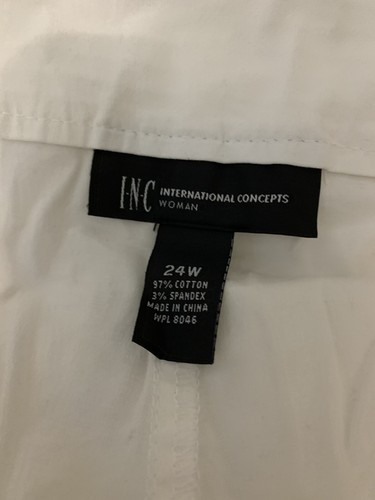 I·N·C INTERNATIONAL CONCEPTS
WOMAN
24W
97% COTTON
3% SPANDEX
MADE IN CHINA
WPL 8046